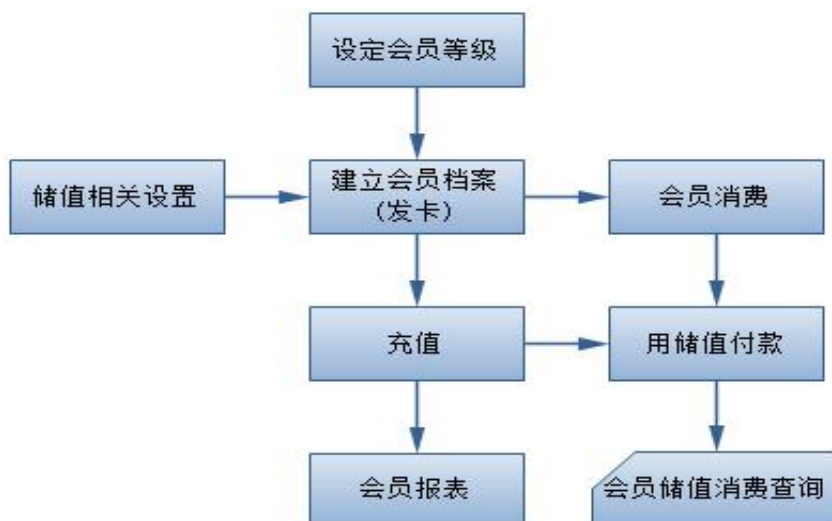 设定会员等级
储值相关设置
建立会员档案
(发卡)
会员消费
充值
用储值付款
会员报表
会员储值消费查询